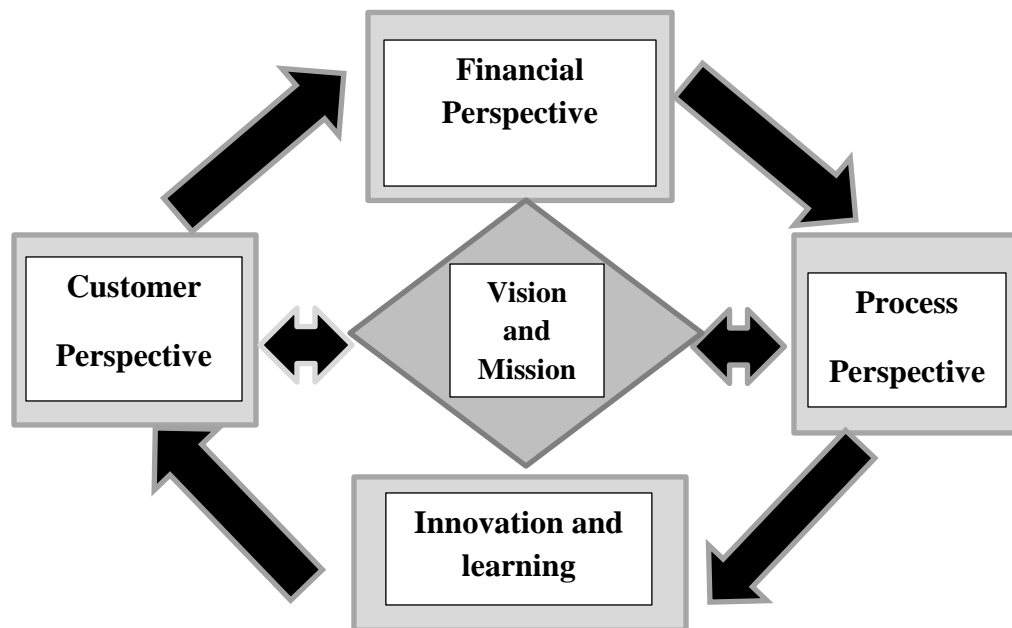 Financial
Perspective
Customer
Perspective
Vision
and
Mission
Process
Perspective
Innovation and
learning